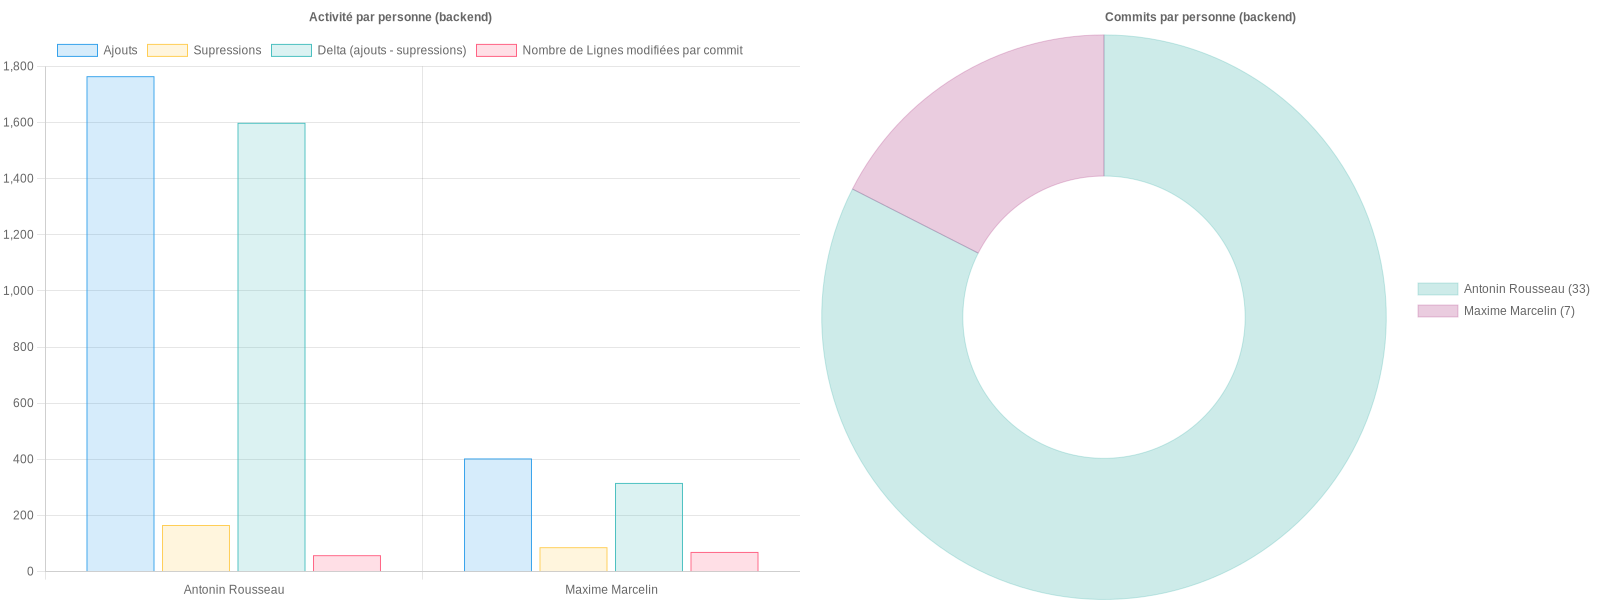 Activité par personne (backend)
Ajouts
Supressions
Delta (ajouts - supressions)
Nombre de Lignes modifiées par commit
1,800
1,600
1,400
1,200
1,000
800
600
400
200
0
Antonin Rousseau
Maxime Marcelin
Commits par personne (backend)
Antonin Rousseau (33)
Maxime Marcelin (7)